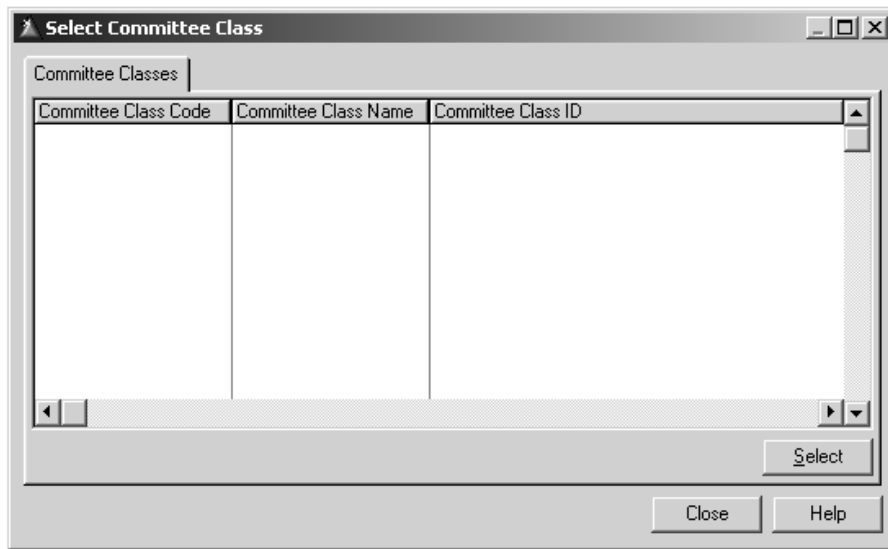 Select Committee Class
Committee Classes
Committee Class Code Committee Class Name Committee Class ID
Select
Close Help